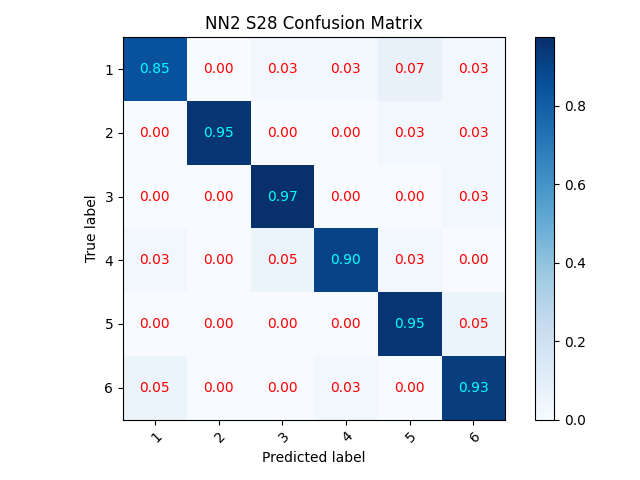 NN2 S28 Confusion Matrix
1 0.85 0.00 0.03 0.03 0.07 0.03
2 0.00 0.95 0.00 0.00 0.03 0.03
3 0.00 0.00 0.97 0.00 0.00 0.03
4 0.03 0.00 0.05 0.90 0.03 0.00
5 0.00 0.00 0.00 0.00 0.95 0.05
6 0.05 0.00 0.00 0.03 0.00 0.93
1 2 3 4 5 6
True label
Predicted label
0.8
0.6
0.4
0.2
0.0